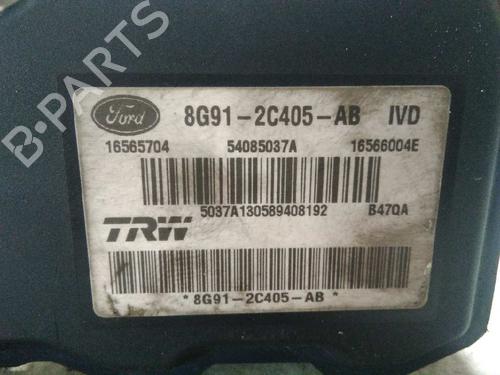 B-PARTS
Ford 8G91-2C405-AB IVD
16565704 54085037A 16566004E
5037A130589408192 B47QA
TRW
*8G91-2C405-AB*